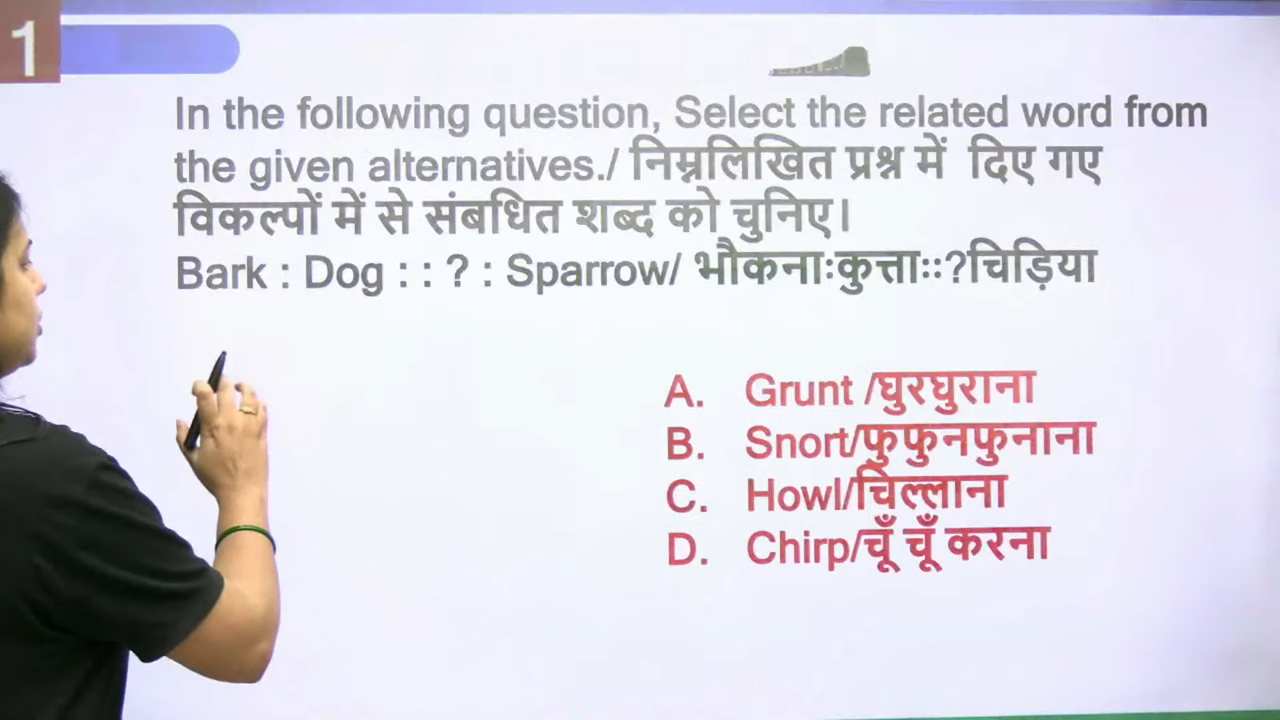 1
In the following question, Select the related word from
the given alternatives./ निम्नलिखित प्रश्न में दिए गए
विकल्पों में से संबधित शब्द को चुनिए।
Bark : Dog : : ? : Sparrow/ भौकनाःकुत्ताःः?चिड़िया
A. Grunt /घुरघुराना
B. Snort/फुफुनफुनाना
C. Howl/चिल्लाना
D. Chirp/चूँ चूँ करना